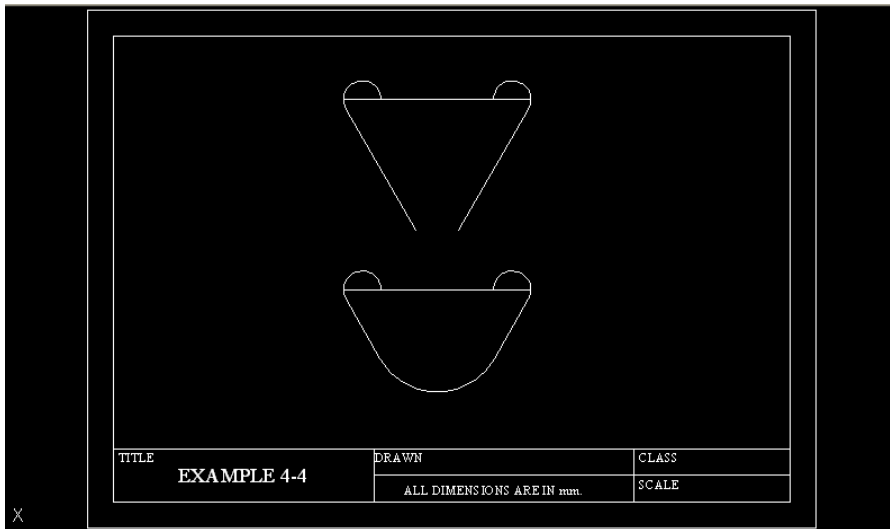 TITLE
EXAMPLE 4-4
DRAWN
ALL DIMENSIONS ARE IN mm.
CLASS
SCALE
X